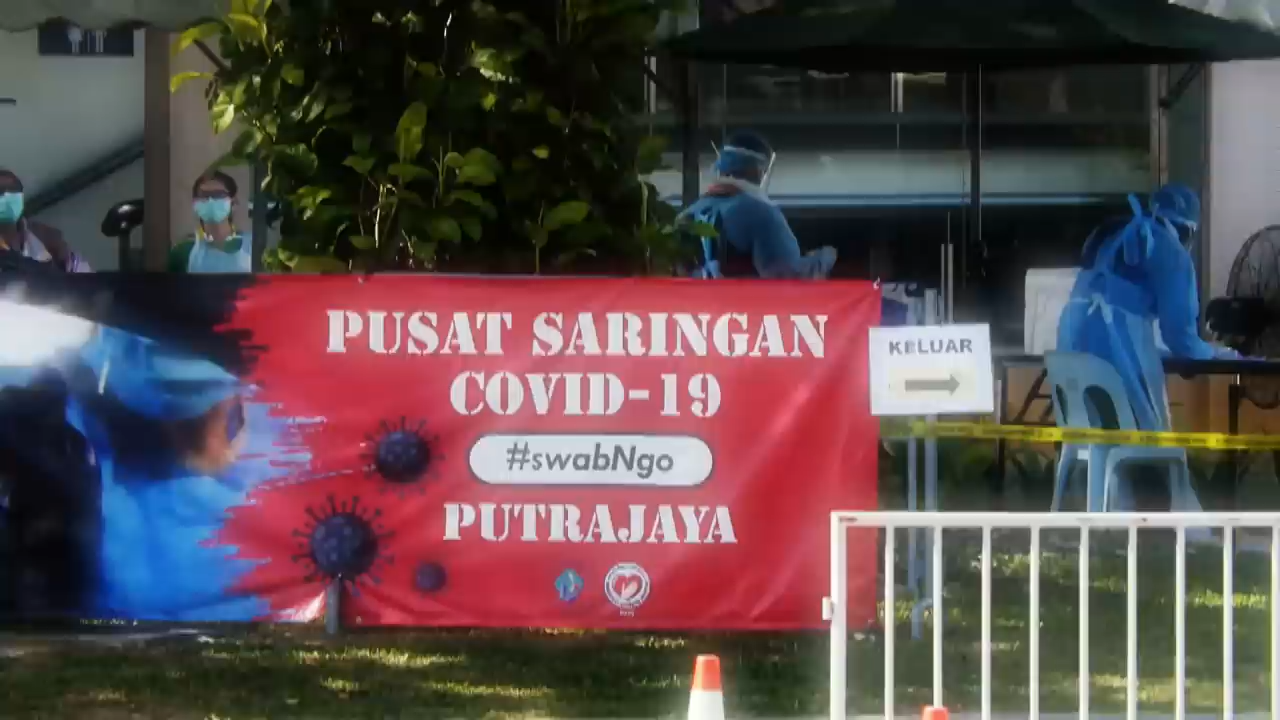 PUSAT SARINGAN
COVID-19
#swabNgo
PUTRAJAYA
KELUAR